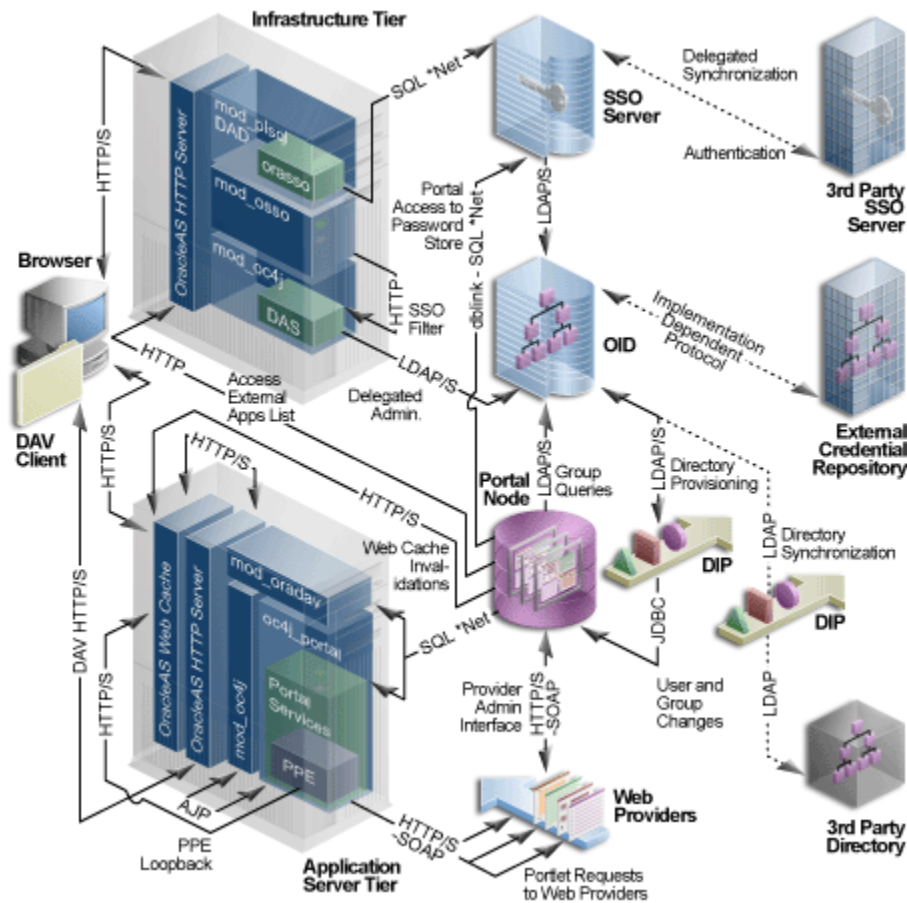 Infrastructure Tier
SQL *Net
SSO
Server
Delegated
Synchronization
Authentication
3rd Party
SSO
Server
HTTP/S
OracleAS HTTP Server
mod_plsql
DAD
orasso
mod_osso
mod_oc4j
DAS
HTTP
SSO
Filter
Portal
Access to
Password
Store
dblink - SQL *Net
LDAP/S
Browser
DAV
Client
OID
Implementation
Dependent
Protocol
External
Credential
Repository
HTTP
Access
External
Apps List
LDAP/S
Delegated
Admin.
HTTP/S
HTTP/S
HTTP/S
Portal
Node
LDAP/S
Group
Queries
LDAP/S
Directory
Provisioning
LDAP
Directory
Synchronization
DIP
DIP
Web Cache
Inval-
idations
JDBC
User and
Group
Changes
LDAP
3rd Party
Directory
DAV HTTP/S
HTTP/S
OracleAS Web Cache
OracleAS HTTP Server
mod_oc4j
mod_oradav
oc4j_portal
Portal
Services
PPE
SQL *Net
Provider
Admin
Interface
HTTP/S
-SOAP
Web
Providers
AJP
PPE
Loopback
Application
Server Tier
HTTP/S
-SOAP
Portlet Requests
to Web Providers